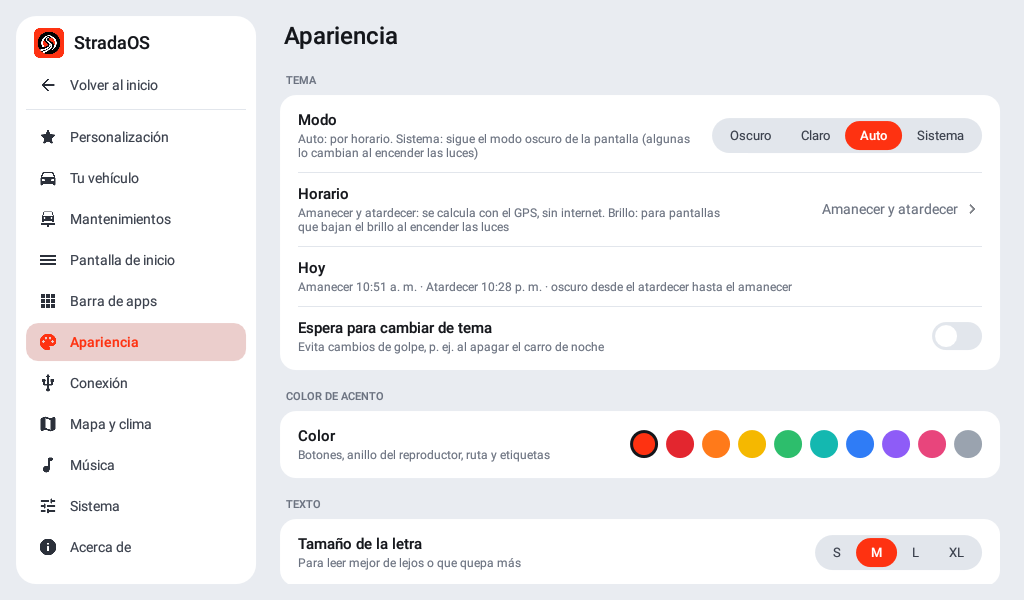 StradaOS
Volver al inicio
Personalización
Tu vehículo
Mantenimientos
Pantalla de inicio
Barra de apps
Apariencia
Conexión
Mapa y clima
Música
Sistema
Acerca de
Apariencia
TEMA
Modo
Auto: por horario. Sistema: sigue el modo oscuro de la pantalla (algunas
lo cambian al encender las luces)
Oscuro Claro Auto Sistema
Horario
Amanecer y atardecer: se calcula con el GPS, sin internet. Brillo: para pantallas
que bajan el brillo al encender las luces
Amanecer y atardecer
Hoy
Amanecer 10:51 a. m. · Atardecer 10:28 p. m. · oscuro desde el atardecer hasta el amanecer
Espera para cambiar de tema
Evita cambios de golpe, p. ej. al apagar el carro de noche
COLOR DE ACENTO
Color
Botones, anillo del reproductor, ruta y etiquetas
TEXTO
Tamaño de la letra
Para leer mejor de lejos o que quepa más
S M L XL